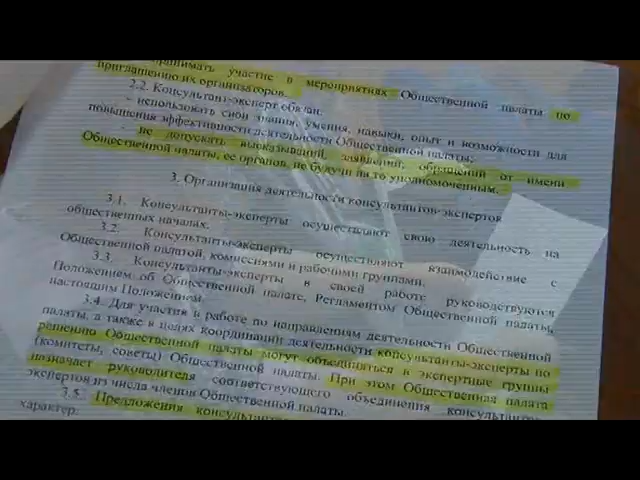 принимать участие в мероприятиях Общественной палаты по
приглашению их организаторов.
2.2. Консультант-эксперт обязан:
- использовать свои знания, умения, навыки, опыт и возможности для
повышения эффективности деятельности Общественной палаты;
- не допускать высказываний, заявлений, обращений от имени
Общественной палаты, ее органов, не будучи на то уполномоченным.
3. Организация деятельности консультантов-экспертов
3.1. Консультанты-эксперты осуществляют свою деятельность на
общественных началах.
3.2. Консультанты-эксперты осуществляют взаимодействие с
Общественной палатой, комиссиями и рабочими группами.
3.3. Консультанты-эксперты в своей работе руководствуются
Положением об Общественной палате, Регламентом Общественной палаты,
настоящим Положением.
3.4. Для участия в работе по направлениям деятельности Общественной
палаты, а также в целях координации деятельности консультанты-эксперты по
решению Общественной палаты могут объединяться в экспертные группы
(комитеты, советы) Общественной палаты. При этом Общественная палата
назначает руководителя соответствующего объединения
экспертов из числа членов Общественной палаты.
3.5. Предложения
характер.